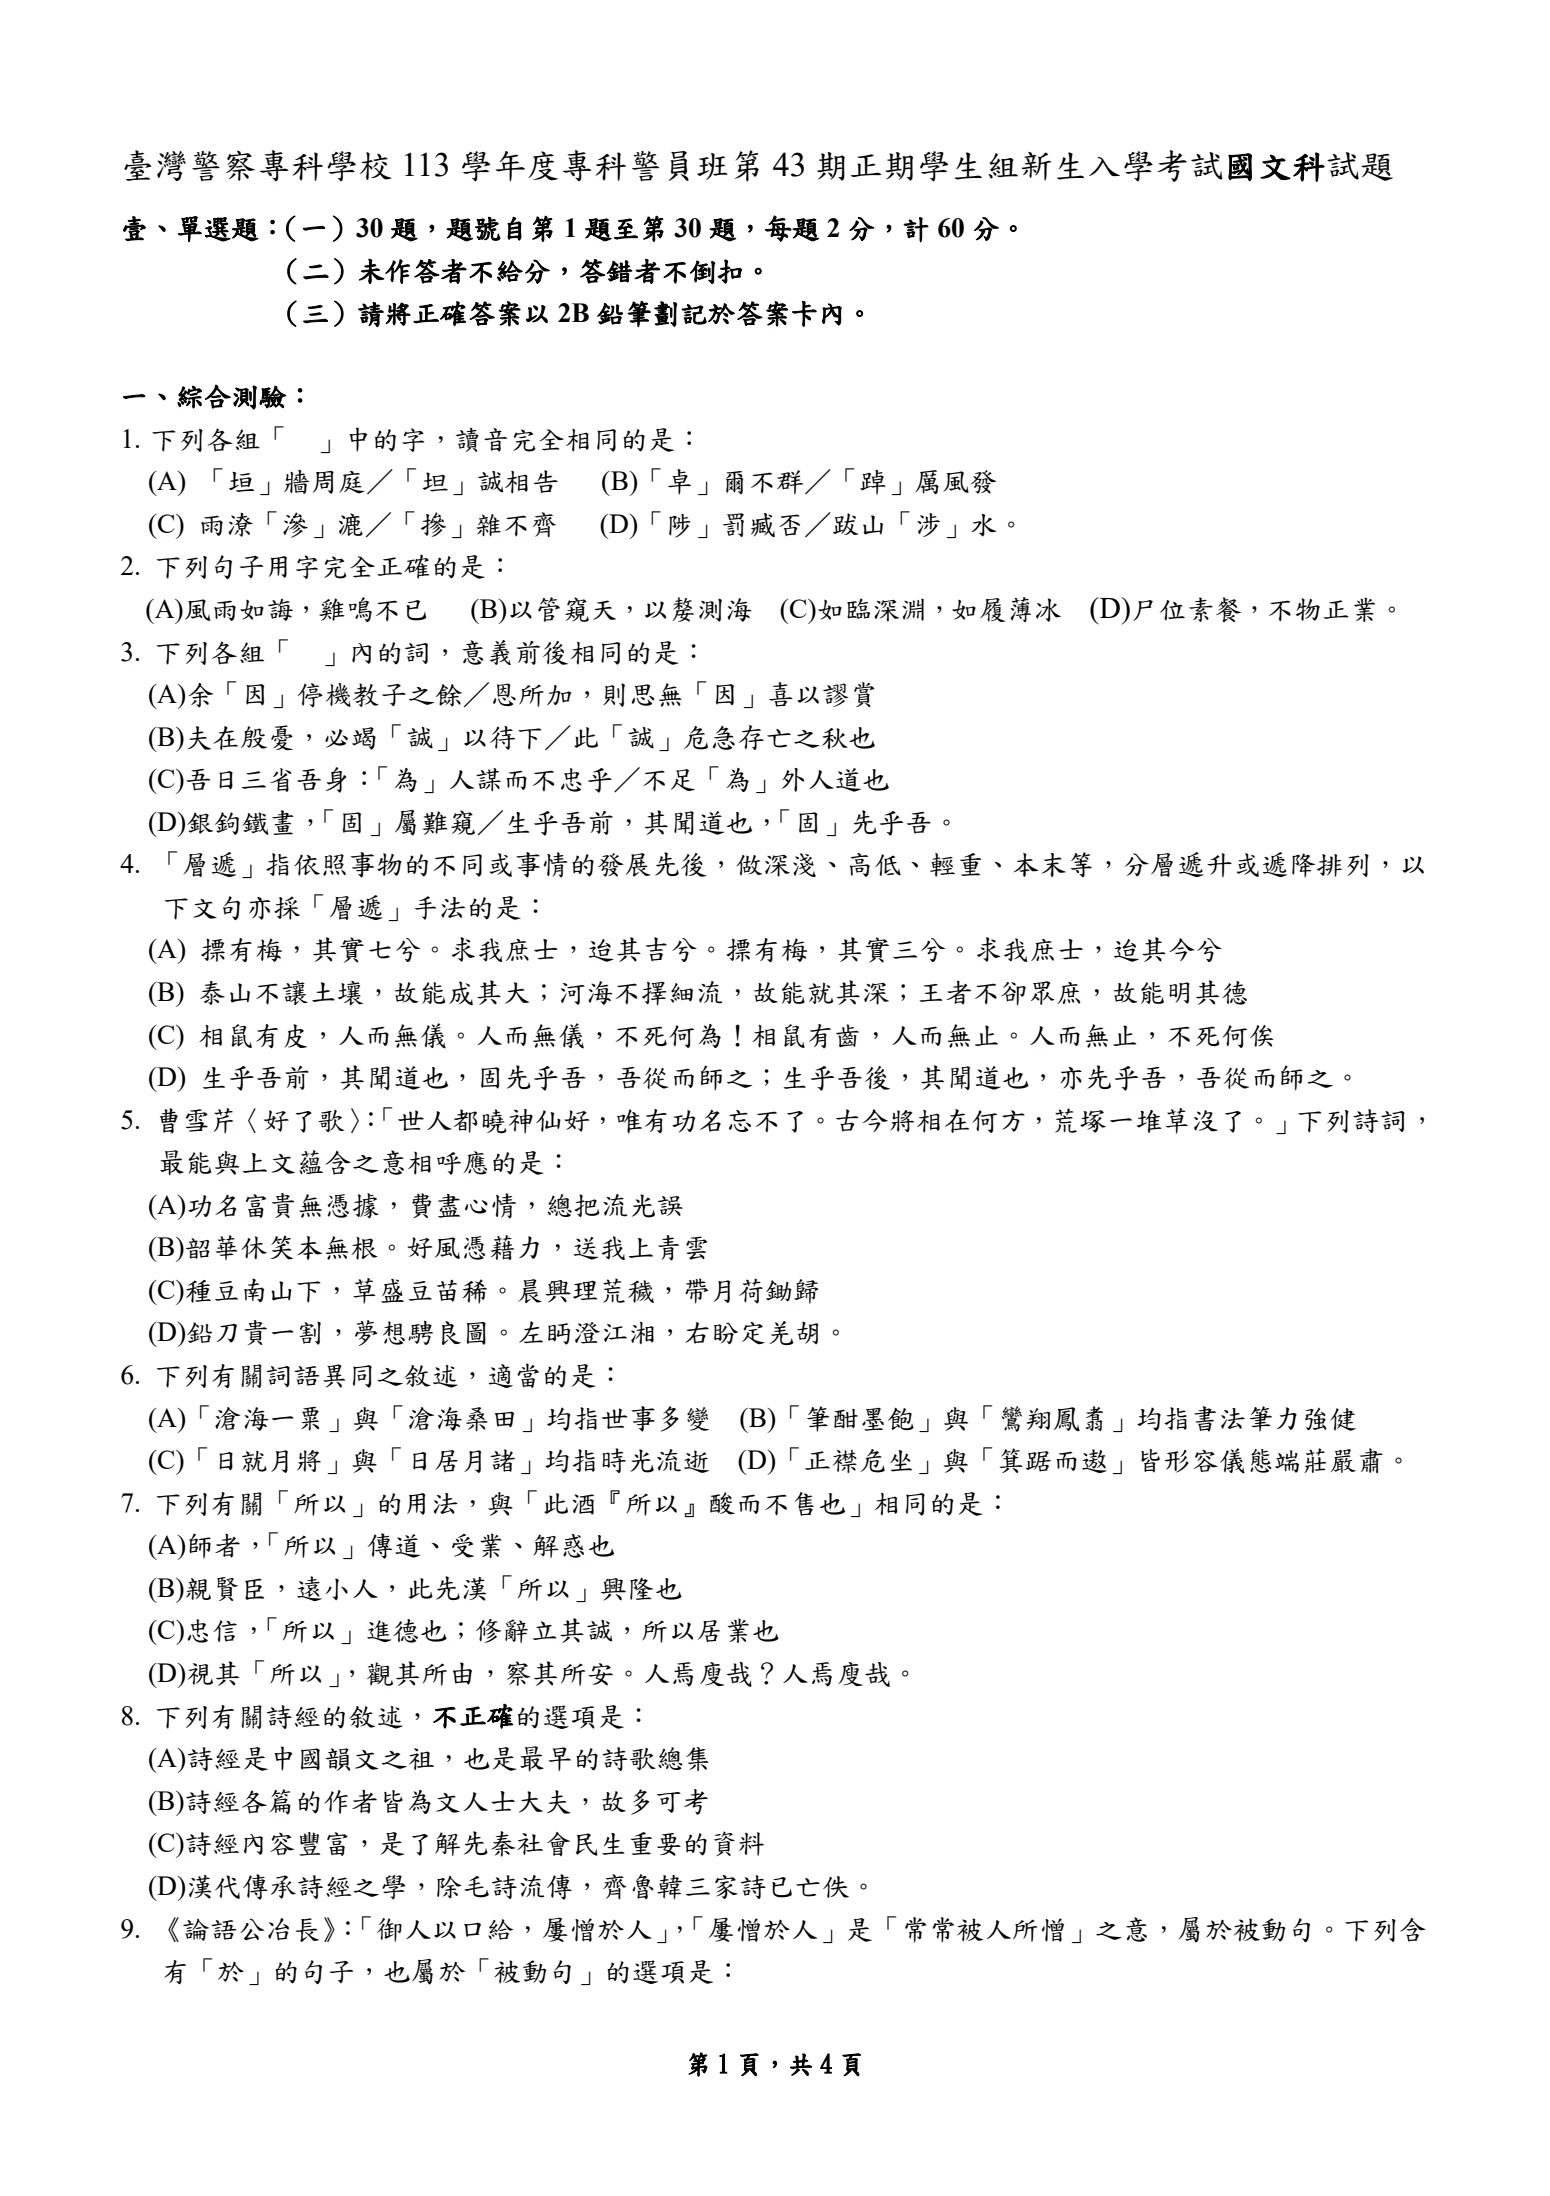 臺灣警察專科學校 113 學年度專科警員班第 43 期正期學生組新生入學考試國文科試題
壹、單選題：（一）30 題，題號自第 1 題至第 30 題，每題 2 分，計 60 分。
（二）未作答者不給分，答錯者不倒扣。
（三）請將正確答案以 2B 鉛筆劃記於答案卡內。
一、綜合測驗：
1. 下列各組「　」中的字，讀音完全相同的是：
(A) 「垣」牆周庭／「坦」誠相告 (B)「卓」爾不群／「踔」厲風發
(C) 雨潦「滲」漉／「摻」雜不齊 (D)「陟」罰臧否／跋山「涉」水。
2. 下列句子用字完全正確的是：
(A)風雨如誨，雞鳴不已 (B)以管窺天，以嫠測海 (C)如臨深淵，如履薄冰 (D)尸位素餐，不物正業。
3. 下列各組「　」內的詞，意義前後相同的是：
(A)余「因」停機教子之餘／恩所加，則思無「因」喜以謬賞
(B)夫在殷憂，必竭「誠」以待下／此「誠」危急存亡之秋也
(C)吾日三省吾身：「為」人謀而不忠乎／不足「為」外人道也
(D)銀鉤鐵畫，「固」屬難窺／生乎吾前，其聞道也，「固」先乎吾。
4. 「層遞」指依照事物的不同或事情的發展先後，做深淺、高低、輕重、本末等，分層遞升或遞降排列，以
下文句亦採「層遞」手法的是：
(A) 摽有梅，其實七兮。求我庶士，迨其吉兮。摽有梅，其實三兮。求我庶士，迨其今兮
(B) 泰山不讓土壤，故能成其大；河海不擇細流，故能就其深；王者不卻眾庶，故能明其德
(C) 相鼠有皮，人而無儀。人而無儀，不死何為！相鼠有齒，人而無止。人而無止，不死何俟
(D) 生乎吾前，其聞道也，固先乎吾，吾從而師之；生乎吾後，其聞道也，亦先乎吾，吾從而師之。
5. 曹雪芹〈好了歌〉：「世人都曉神仙好，唯有功名忘不了。古今將相在何方，荒塚一堆草沒了。」下列詩詞，
最能與上文蘊含之意相呼應的是：
(A)功名富貴無憑據，費盡心情，總把流光誤
(B)韶華休笑本無根。好風憑藉力，送我上青雲
(C)種豆南山下，草盛豆苗稀。晨興理荒穢，帶月荷鋤歸
(D)鉛刀貴一割，夢想騁良圖。左眄澄江湘，右盼定羌胡。
6. 下列有關詞語異同之敘述，適當的是：
(A)「滄海一粟」與「滄海桑田」均指世事多變 (B)「筆酣墨飽」與「鸞翔鳳翥」均指書法筆力強健
(C)「日就月將」與「日居月諸」均指時光流逝 (D)「正襟危坐」與「箕踞而遨」皆形容儀態端莊嚴肅。
7. 下列有關「所以」的用法，與「此酒『所以』酸而不售也」相同的是：
(A)師者，「所以」傳道、受業、解惑也
(B)親賢臣，遠小人，此先漢「所以」興隆也
(C)忠信，「所以」進德也；修辭立其誠，所以居業也
(D)視其「所以」，觀其所由，察其所安。人焉廋哉？人焉廋哉。
8. 下列有關詩經的敘述，不正確的選項是：
(A)詩經是中國韻文之祖，也是最早的詩歌總集
(B)詩經各篇的作者皆為文人士大夫，故多可考
(C)詩經內容豐富，是了解先秦社會民生重要的資料
(D)漢代傳承詩經之學，除毛詩流傳，齊魯韓三家詩已亡佚。
9. 《論語公冶長》：「御人以口給，屢憎於人」，「屢憎於人」是「常常被人所憎」之意，屬於被動句。下列含
有「於」的句子，也屬於「被動句」的選項是：
第 1 頁，共 4 頁